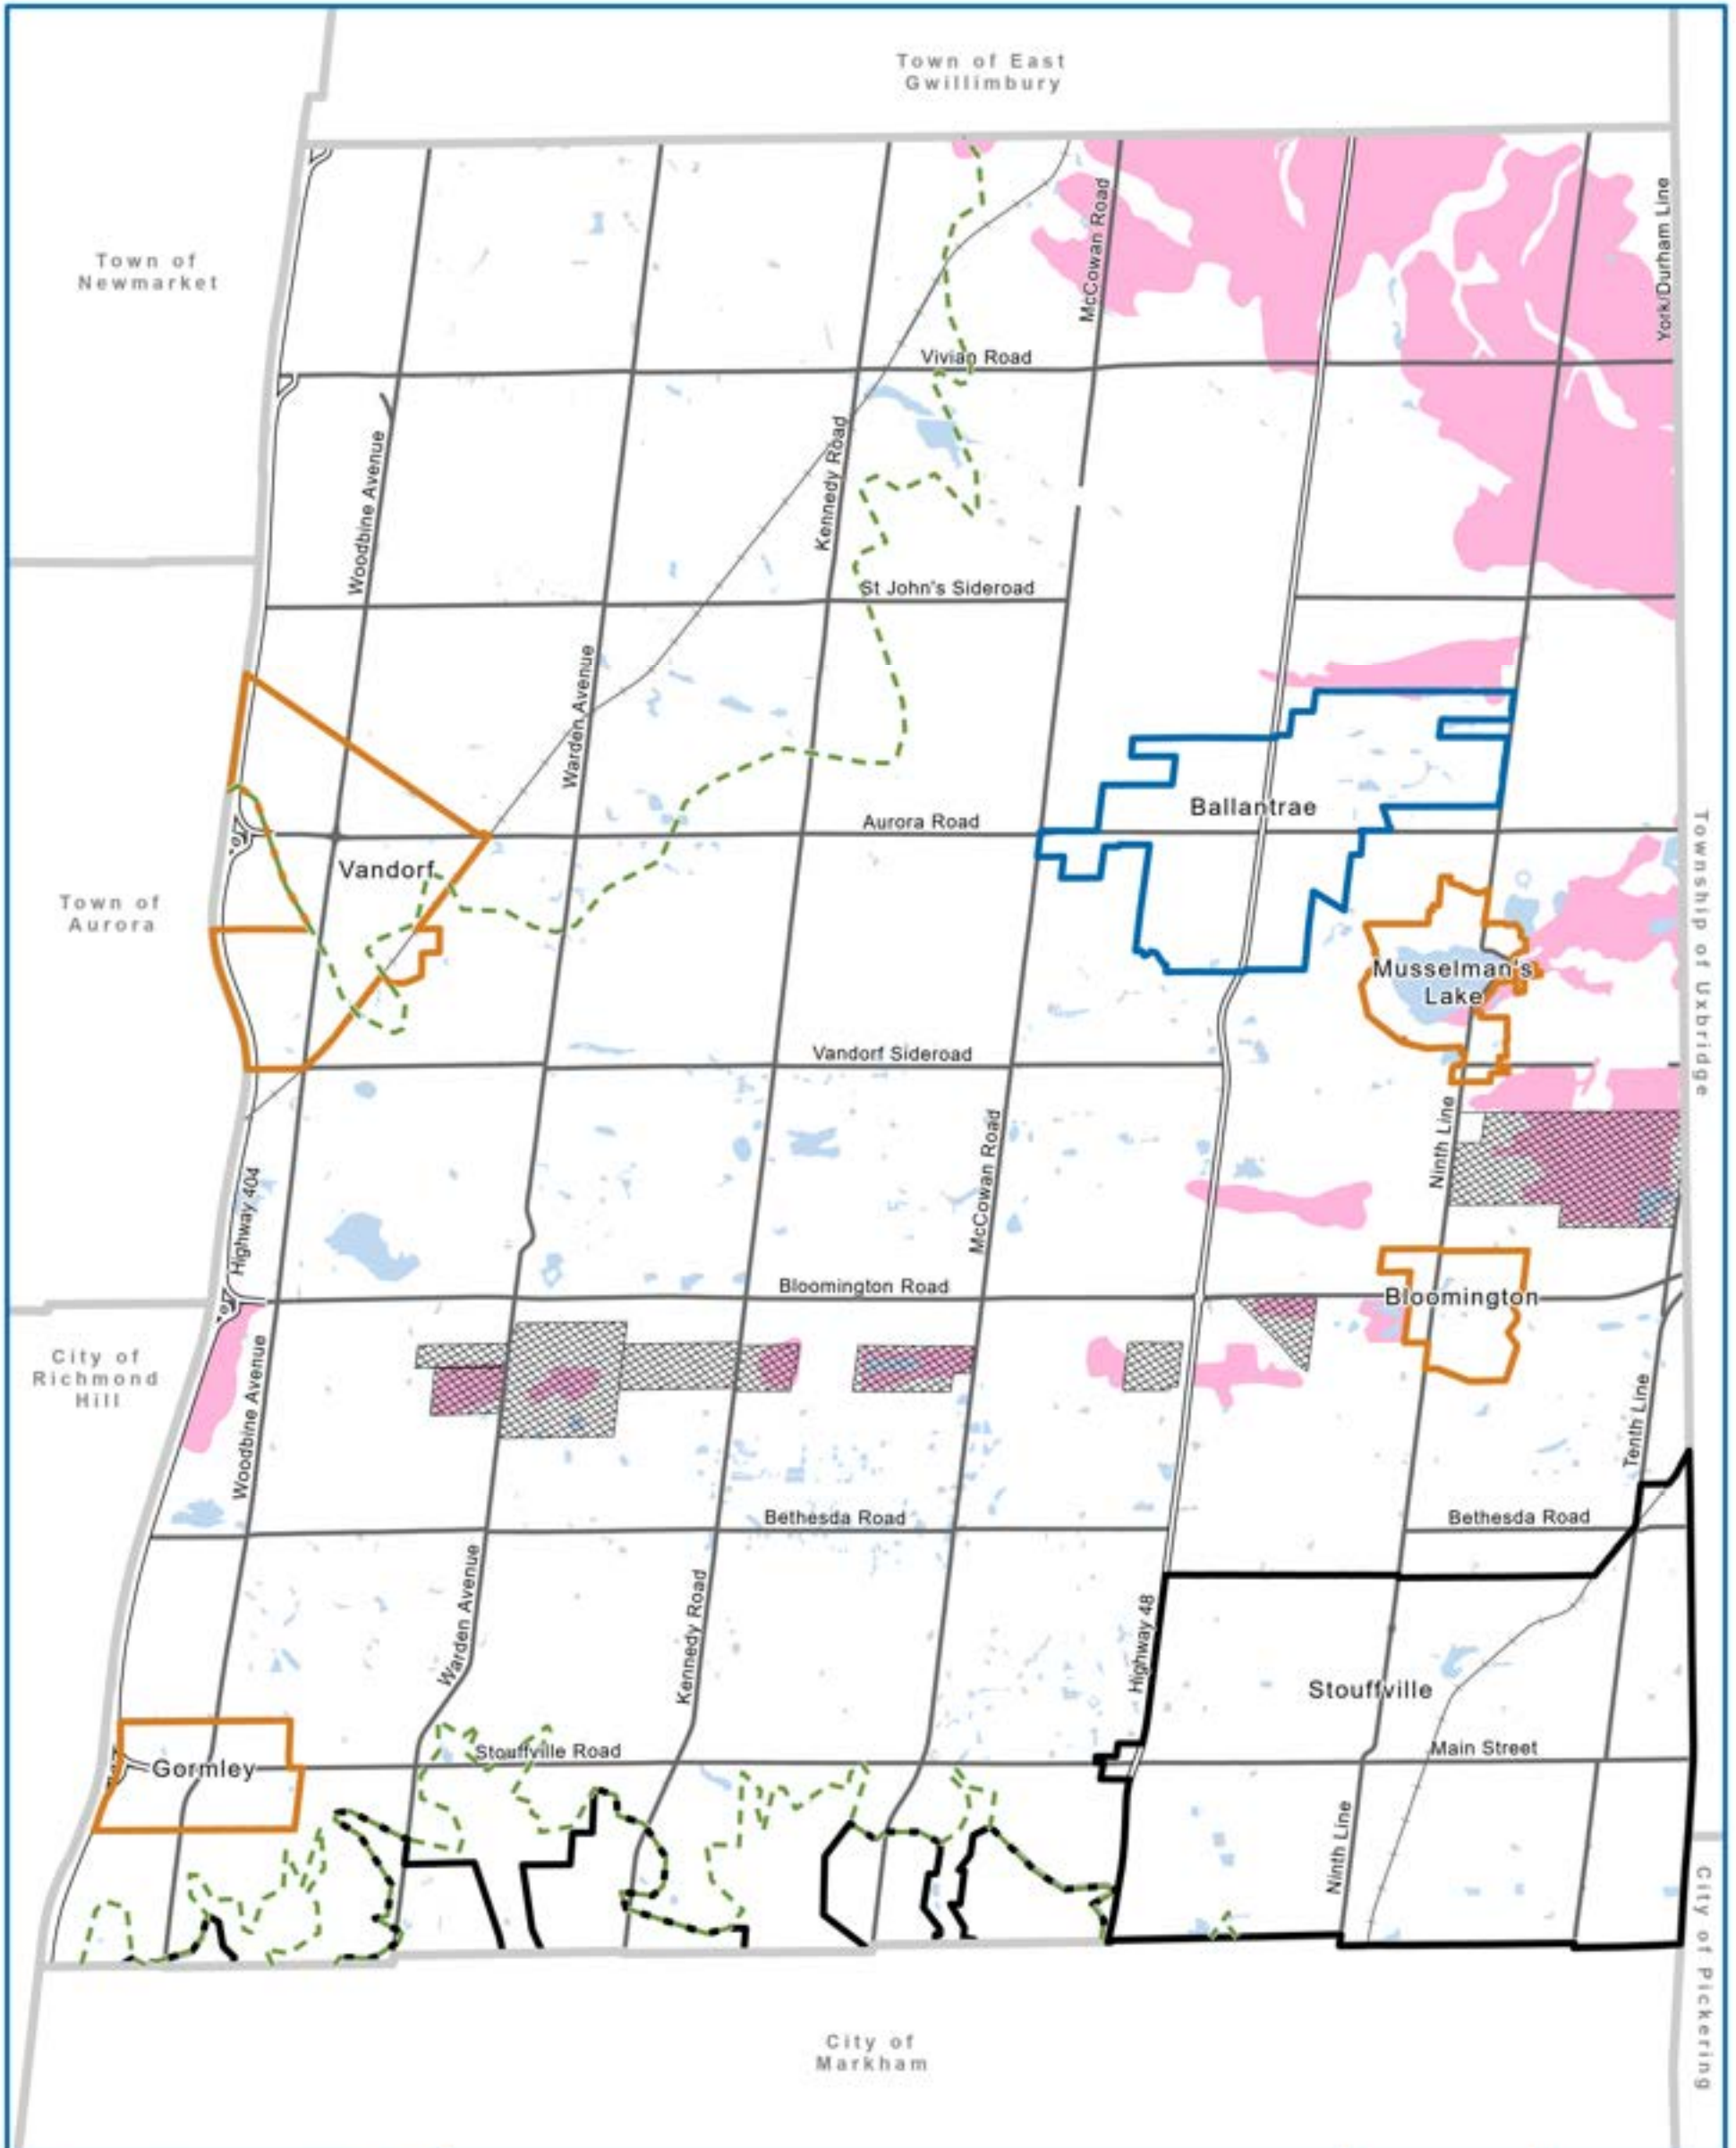 Town of East
Gwillimbury
Town of
Newmarket
McCowan Road
York/Durham Line
Vivian Road
Woodbine Avenue
Kennedy Road
St John's Sideroad
Warden Avenue
Ballantrae
Aurora Road
Vandorf
Town of
Aurora
Township of Uxbridge
Musselman's
Lake
Vandorf Sideroad
Ninth Line
McCowan Road
Highway 404
Bloomington Road
Bloomington
City of
Richmond
Hill
Woodbine Avenue
Tenth Line
Bethesda Road
Bethesda Road
Warden Avenue
Kennedy Road
Highway 48
Stouffville
Stouffville Road
Main Street
Gormley
Ninth Line
City of Pickering
City of
Markham